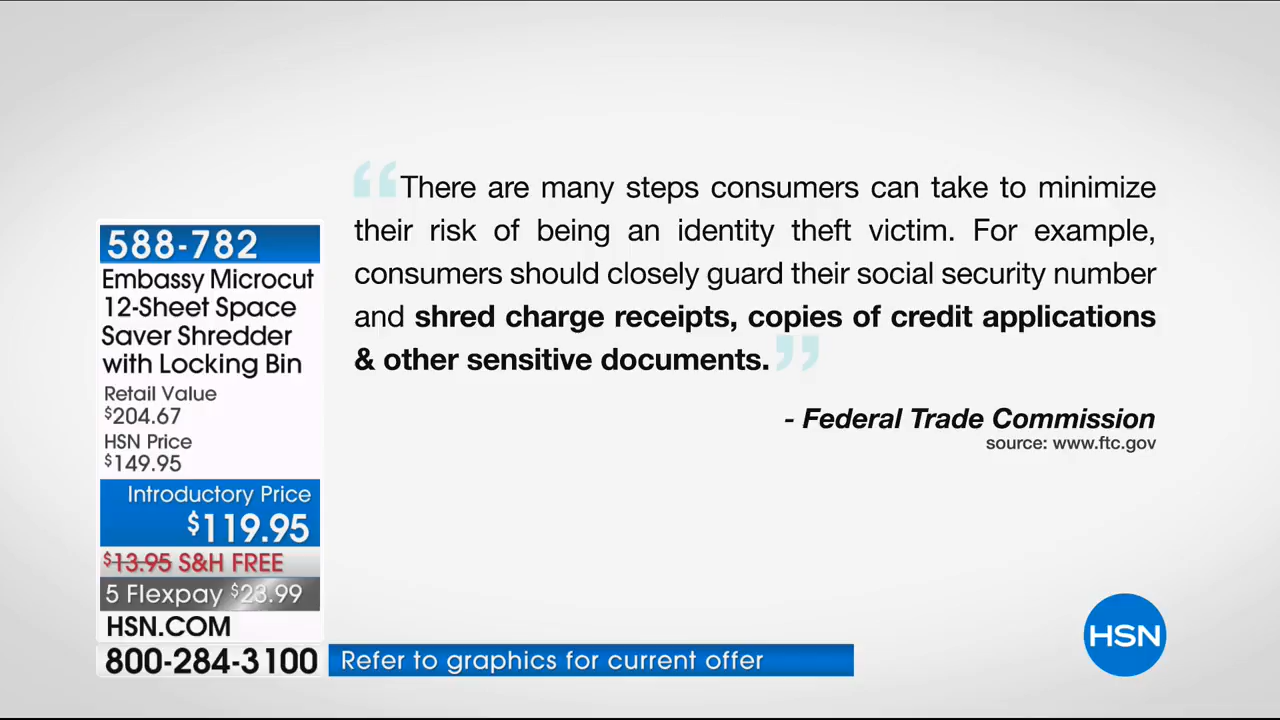 588-782
Embassy Microcut
12-Sheet Space
Saver Shredder
with Locking Bin
Retail Value
$204.67
HSN Price
$149.95
Introductory Price
$119.95
$13.95 S&H FREE
5 Flexpay $23.99
HSN.COM
800-284-3100
Refer to graphics for current offer
“There are many steps consumers can take to minimize
their risk of being an identity theft victim. For example,
consumers should closely guard their social security number
and shred charge receipts, copies of credit applications
& other sensitive documents.”
- Federal Trade Commission
source: www.ftc.gov
HSN